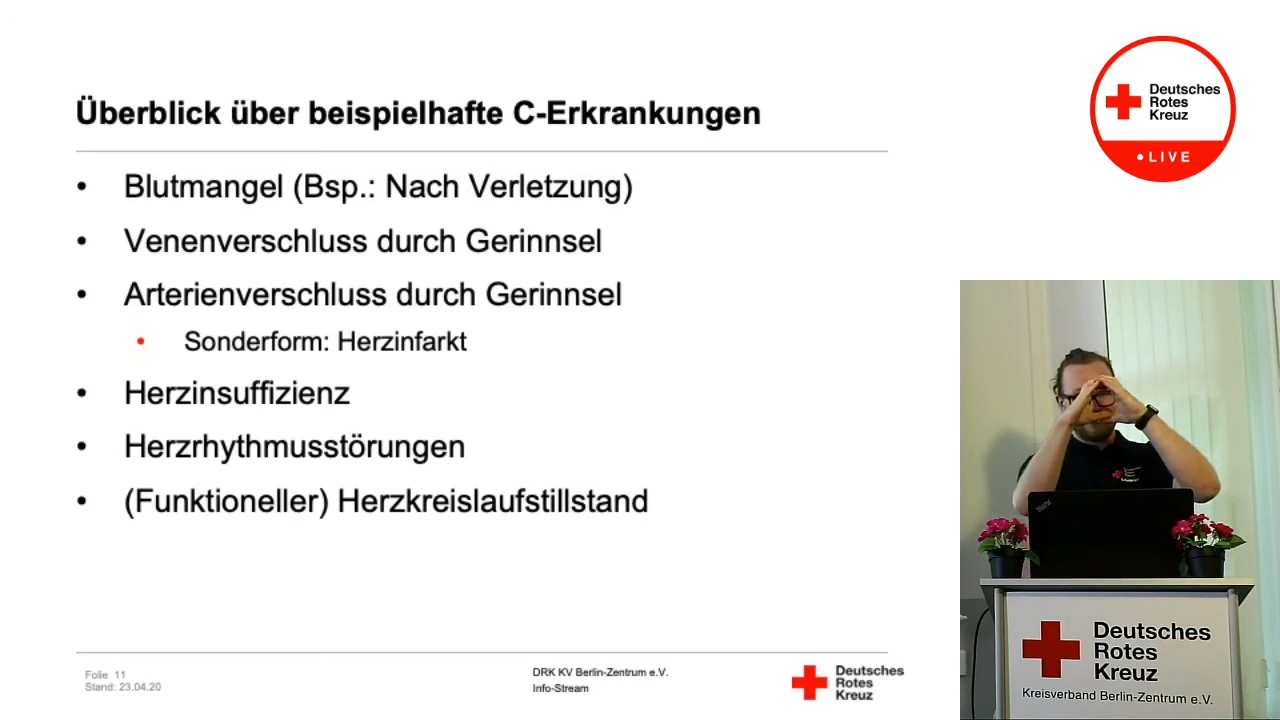 Überblick über beispielhafte C-Erkrankungen
Deutsches
Rotes
Kreuz
LIVE
• Blutmangel (Bsp.: Nach Verletzung)
• Venenverschluss durch Gerinnsel
• Arterienverschluss durch Gerinnsel
• Sonderform: Herzinfarkt
• Herzinsuffizienz
• Herzrhythmusstörungen
• (Funktioneller) Herzkreislaufstillstand
ThinkPad
Deutsches
Rotes
Kreuz
Kreisverband Berlin-Zentrum e.V.
Folie 11
Stand: 23.04.20
DRK KV Berlin-Zentrum e.V.
Info-Stream
Deutsches
Rotes
Kreuz